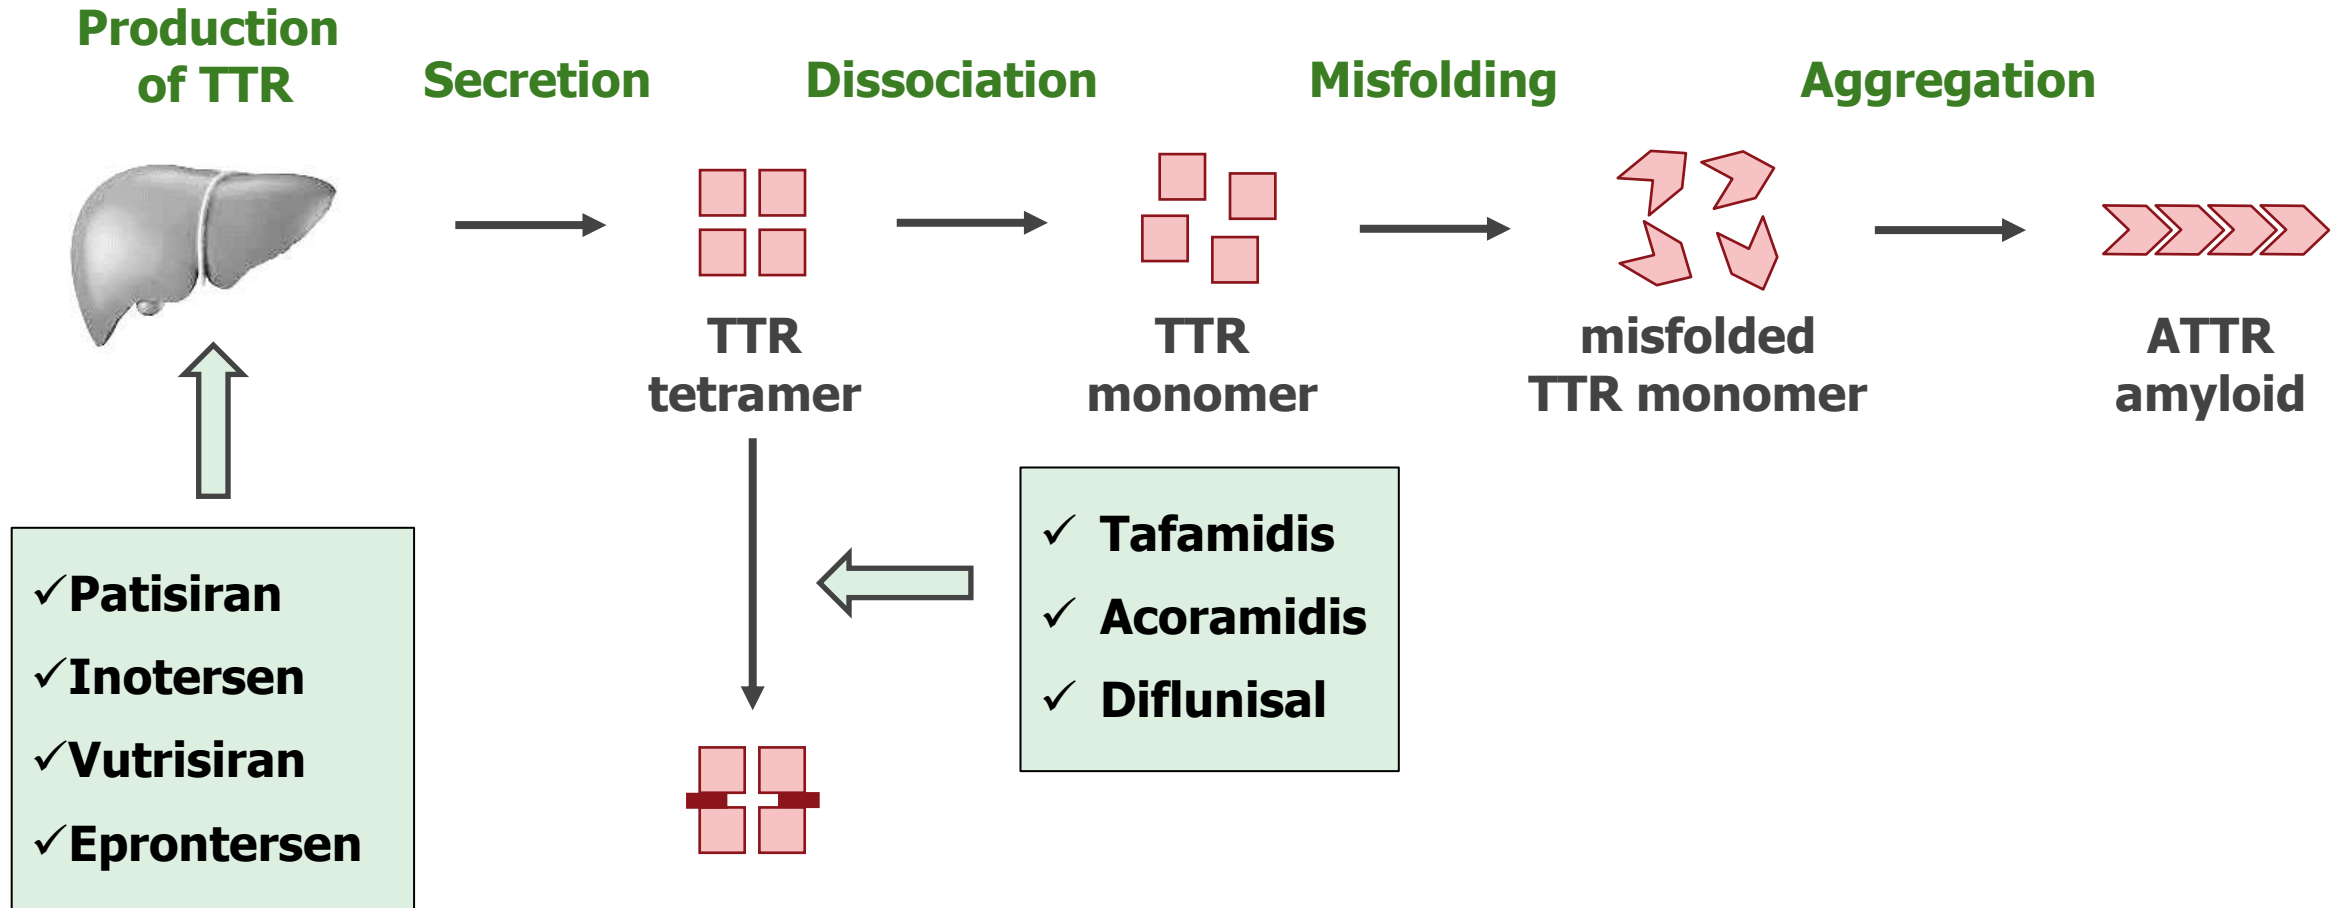 Production
of TTR
Secretion
Dissociation
Misfolding
Aggregation
TTR
tetramer
TTR
monomer
misfolded
TTR monomer
ATTR
amyloid
✓Patisiran
✓Inotersen
✓Vutrisiran
✓Eprontersen
✓ Tafamidis
✓ Acoramidis
✓ Diflunisal